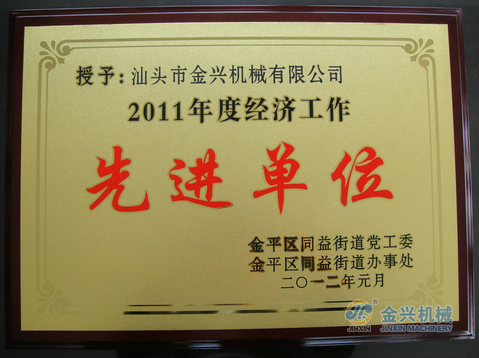 授予:汕头市金兴机械有限公司
2011年度经济工作
先进单位
金平区同益街道党工委
金平区同益街道办事处
二〇一二年元月
金兴机械
JINXIN JINXIN MACHINERY